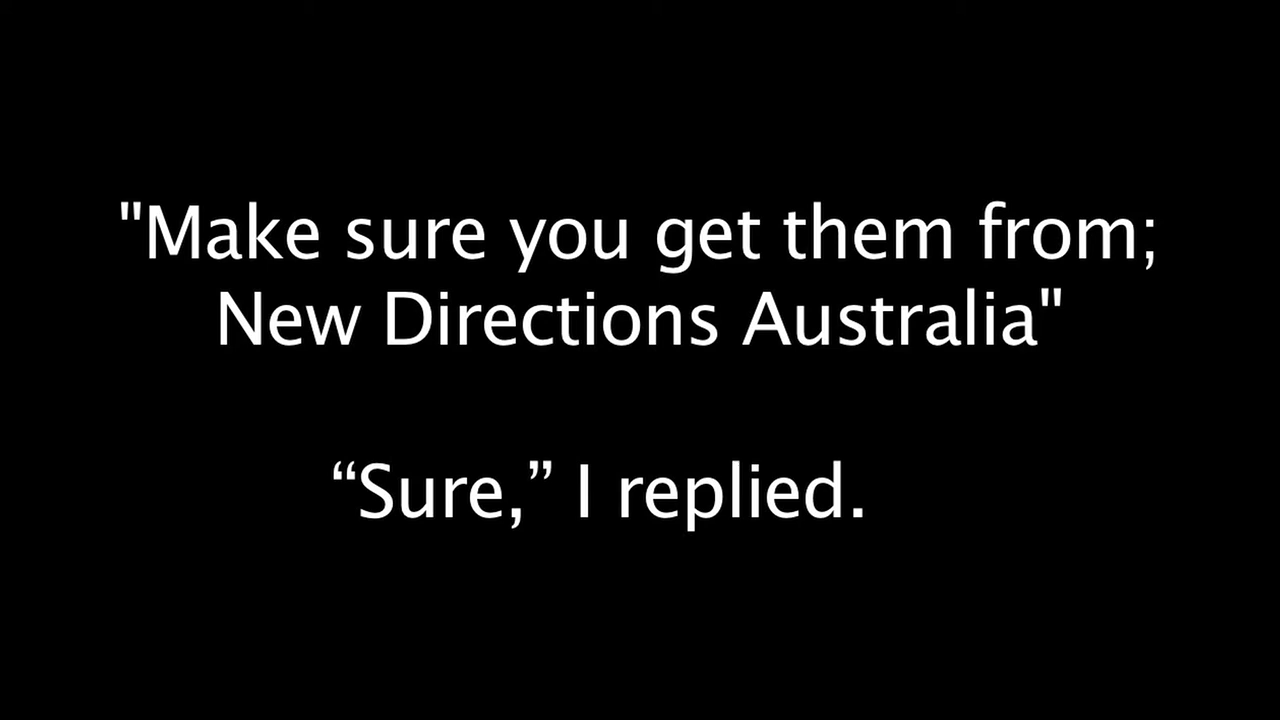 "Make sure you get them from;
New Directions Australia"
“Sure,” I replied.